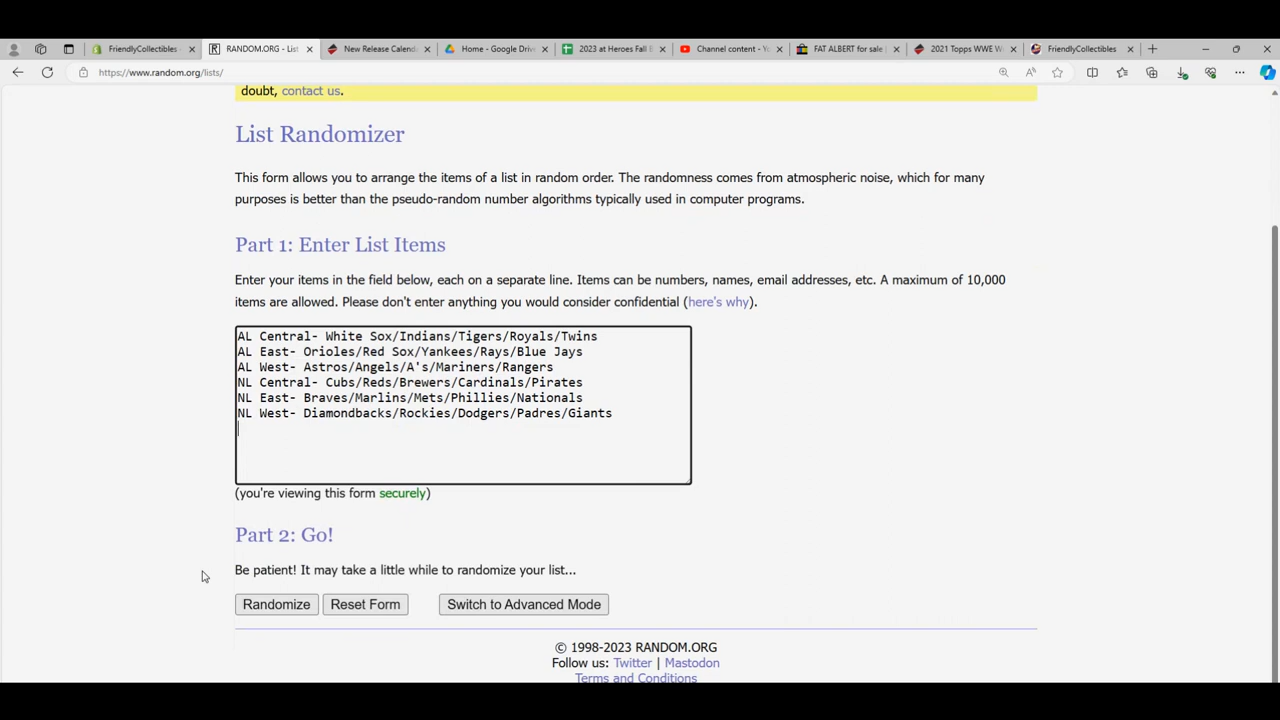 FriendlyCollectibles -
RANDOM.ORG - List
New Release Calend
Home - Google Driv
2023 at Heroes Fall B
Channel content - Yo
FAT ALBERT for sale |
2021 Topps WWE W
FriendlyCollectibles
https://www.random.org/lists/
doubt, contact us.
List Randomizer
This form allows you to arrange the items of a list in random order. The randomness comes from atmospheric noise, which for many
purposes is better than the pseudo-random number algorithms typically used in computer programs.
Part 1: Enter List Items
Enter your items in the field below, each on a separate line. Items can be numbers, names, email addresses, etc. A maximum of 10,000
items are allowed. Please don't enter anything you would consider confidential (here's why).
AL Central- White Sox/Indians/Tigers/Royals/Twins
AL East- Orioles/Red Sox/Yankees/Rays/Blue Jays
AL West- Astros/Angels/A's/Mariners/Rangers
NL Central- Cubs/Reds/Brewers/Cardinals/Pirates
NL East- Braves/Marlins/Mets/Phillies/Nationals
NL West- Diamondbacks/Rockies/Dodgers/Padres/Giants
(you're viewing this form securely)
Part 2: Go!
Be patient! It may take a little while to randomize your list...
Randomize
Reset Form
Switch to Advanced Mode
© 1998-2023 RANDOM.ORG
Follow us: Twitter | Mastodon
Terms and Conditions